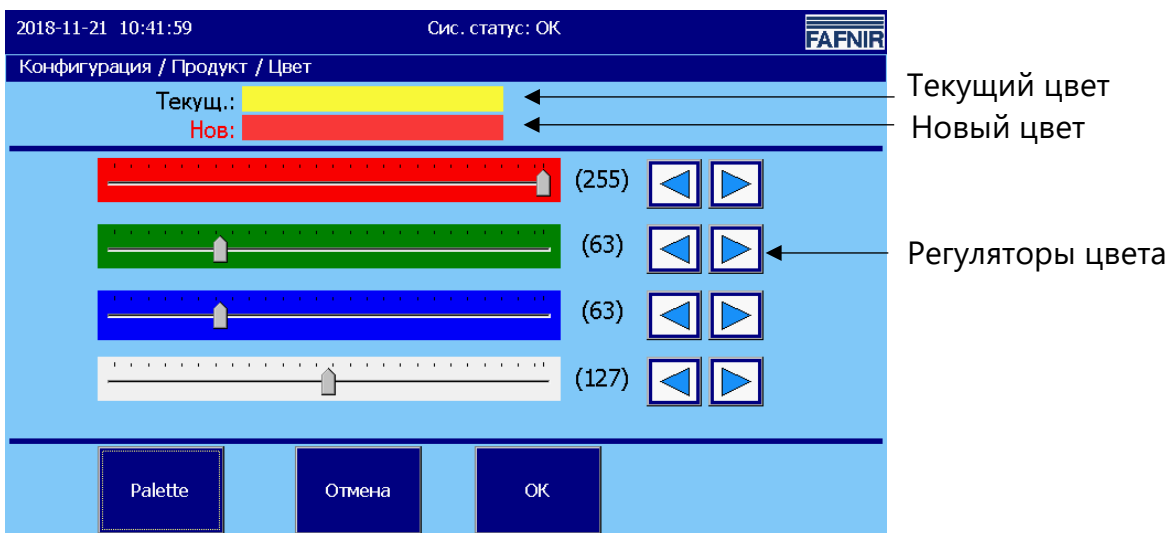 2018-11-21 10:41:59 Сис. статус: OK FAFNIR
Конфигурация / Продукт / Цвет
Текущ.: Текущий цвет
Нов: Новый цвет
(255)
(63) Регуляторы цвета
(63)
(127)
Palette Отмена OK